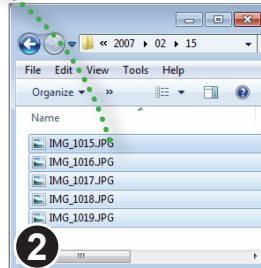 « 2007 ▸ 02 ▸ 15
File Edit View Tools Help
Organize »
Name
IMG_1015.JPG
IMG_1016.JPG
IMG_1017.JPG
IMG_1018.JPG
IMG_1019.JPG
2